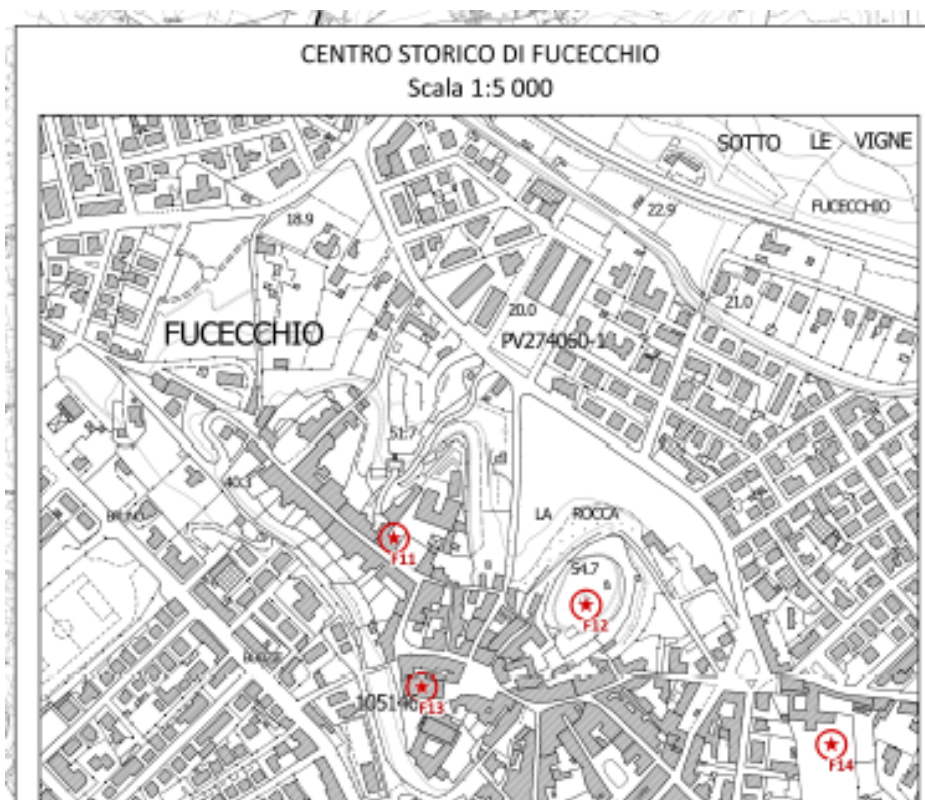 CENTRO STORICO DI FUCECCHIO
Scala 1:5 000
SOTTO LE VIGNE
FUCECCHIO
22.9
18.9
21.0
20.0
FUCECCHIO
PV274060-1
51.7
40.3
LA ROCCA
F11
54.7
F12
105146
F13
F14